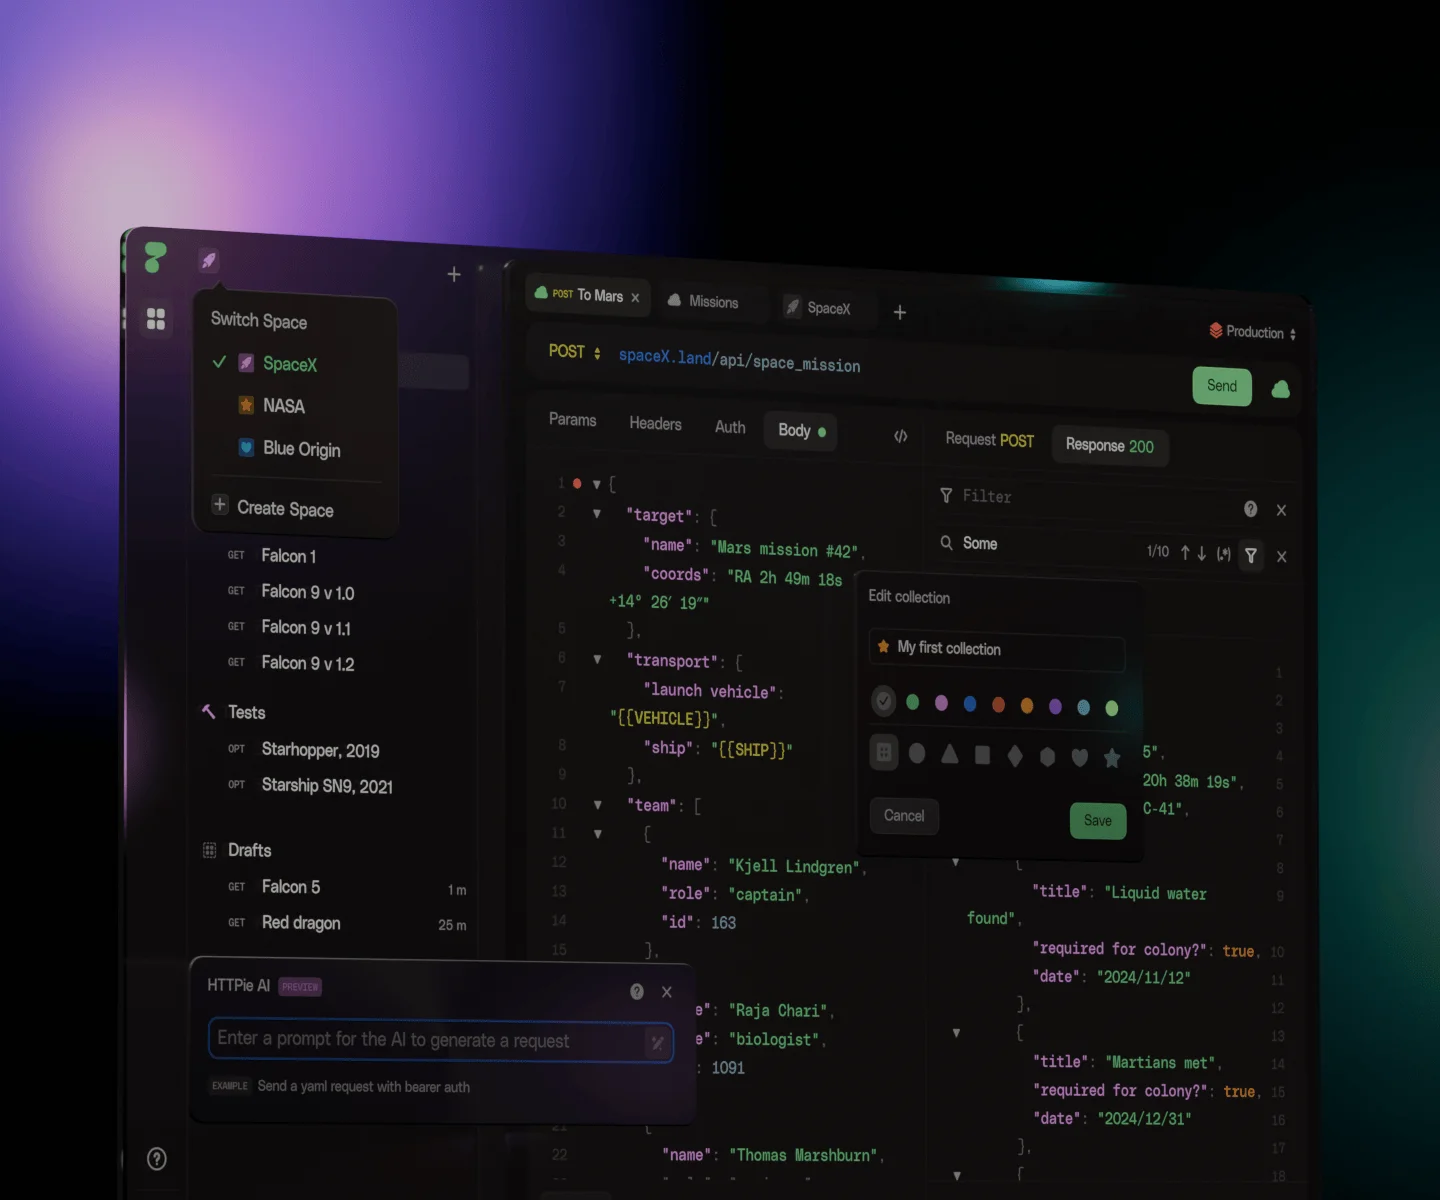 Switch Space
SpaceX
NASA
Blue Origin
Create Space
GET Falcon 1
GET Falcon 9 v 1.0
GET Falcon 9 v 1.1
GET Falcon 9 v 1.2
Tests
OPT Starhopper, 2019
OPT Starship SN9, 2021
Drafts
GET Falcon 5 1 m
GET Red dragon 25 m
HTTPie AI PREVIEW
Enter a prompt for the AI to generate a request
EXAMPLE Send a yaml request with bearer auth
POST To Mars
Missions
SpaceX
Production
POST spaceX.land/api/space_mission
Send
Params Headers Auth Body
1 {
2 "target": {
3 "name": "Mars mission #42",
4 "coords": "RA 2h 49m 18s
+14° 26′ 19″"
5 },
6 "transport": {
7 "launch vehicle":
"{{VEHICLE}}",
8 "ship": "{{SHIP}}"
9 },
10 "team": [
11 {
12 "name": "Kjell Lindgren",
13 "role": "captain",
14 "id": 163
15 },
e": "Raja Chari",
e": "biologist",
: 1091
21 {
22 "name": "Thomas Marshburn",
Request POST
Response 200
Filter
Some 1/10 (.*)
Edit collection
My first collection
Cancel
Save
1
2
3
5", 4
20h 38m 19s", 5
C-41", 6
7
{ 8
"title": "Liquid water 9
found",
"required for colony?": true, 10
"date": "2024/11/12" 11
}, 12
{ 13
"title": "Martians met", 14
"required for colony?": true, 15
"date": "2024/12/31" 16
}, 17
{ 18